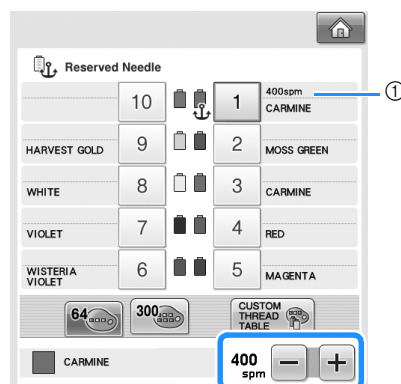 Reserved Needle
400spm
10 1 CARMINE
①
HARVEST GOLD 9 2 MOSS GREEN
WHITE 8 3 CARMINE
VIOLET 7 4 RED
WISTERIA
VIOLET 6 5 MAGENTA
64 300 CUSTOM
THREAD
TABLE
CARMINE 400
spm − +